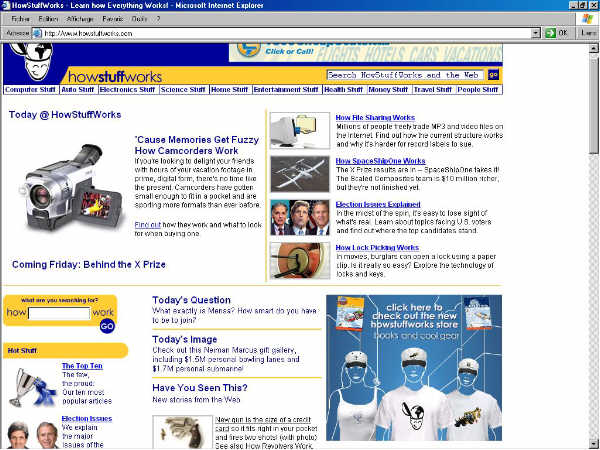 HowStuffWorks - Learn how Everything Works! - Microsoft Internet Explorer
Fichier Edition Affichage Favoris Outils ?
Adresse http://www.howstuffworks.com OK Liens
Click or Call! FLIGHTS HOTELS CARS VACATIONS
howstuffworks
Search HowStuffWorks and the Web go
Computer Stuff Auto Stuff Electronics Stuff Science Stuff Home Stuff Entertainment Stuff Health Stuff Money Stuff Travel Stuff People Stuff
Today @ HowStuffWorks
'Cause Memories Get Fuzzy
How Camcorders Work
If you're looking to delight your friends
with hours of your vacation footage in
prime, digital form, there's no time like
the present. Camcorders have gotten
small enough to fit in a pocket and are
sporting more formats than ever before.
Find out how they work and what to look
for when buying one.
Coming Friday: Behind the X Prize
How File Sharing Works
Millions of people freely trade MP3 and video files on
the Internet. Find out how the current structure works
and why it's harder for record labels to sue.
How SpaceShipOne Works
The X Prize results are in -- SpaceShipOne takes it!
The Scaled Composites team is $10 million richer,
but they're not finished yet.
Election Issues Explained
In the midst of the spin, it's easy to lose sight of
what's real. Learn about topics facing U.S. voters
and find out where the top candidates stand.
How Lock Picking Works
In movies, burglars can open a lock using a paper
clip. Is it really so easy? Explore the technology of
locks and keys.
what are you searching for?
how work
GO
Hot Stuff
The Top Ten
The few,
the proud:
Our ten most
popular articles
Election Issues
We explain
the major
issues of the
Today's Question
What exactly is Mensa? How smart do you have
to be to join?
Today's Image
Check out this Neiman Marcus gift gallery,
including $1.5M personal bowling lanes and
$1.7M personal submarine!
Have You Seen This?
New stories from the Web
New gun is the size of a credit
card so it fits right in your pocket
and fires two shots! (with photo)
See also How Revolvers Work.
click here to
check out the new
howstuffworks store
books and cool gear